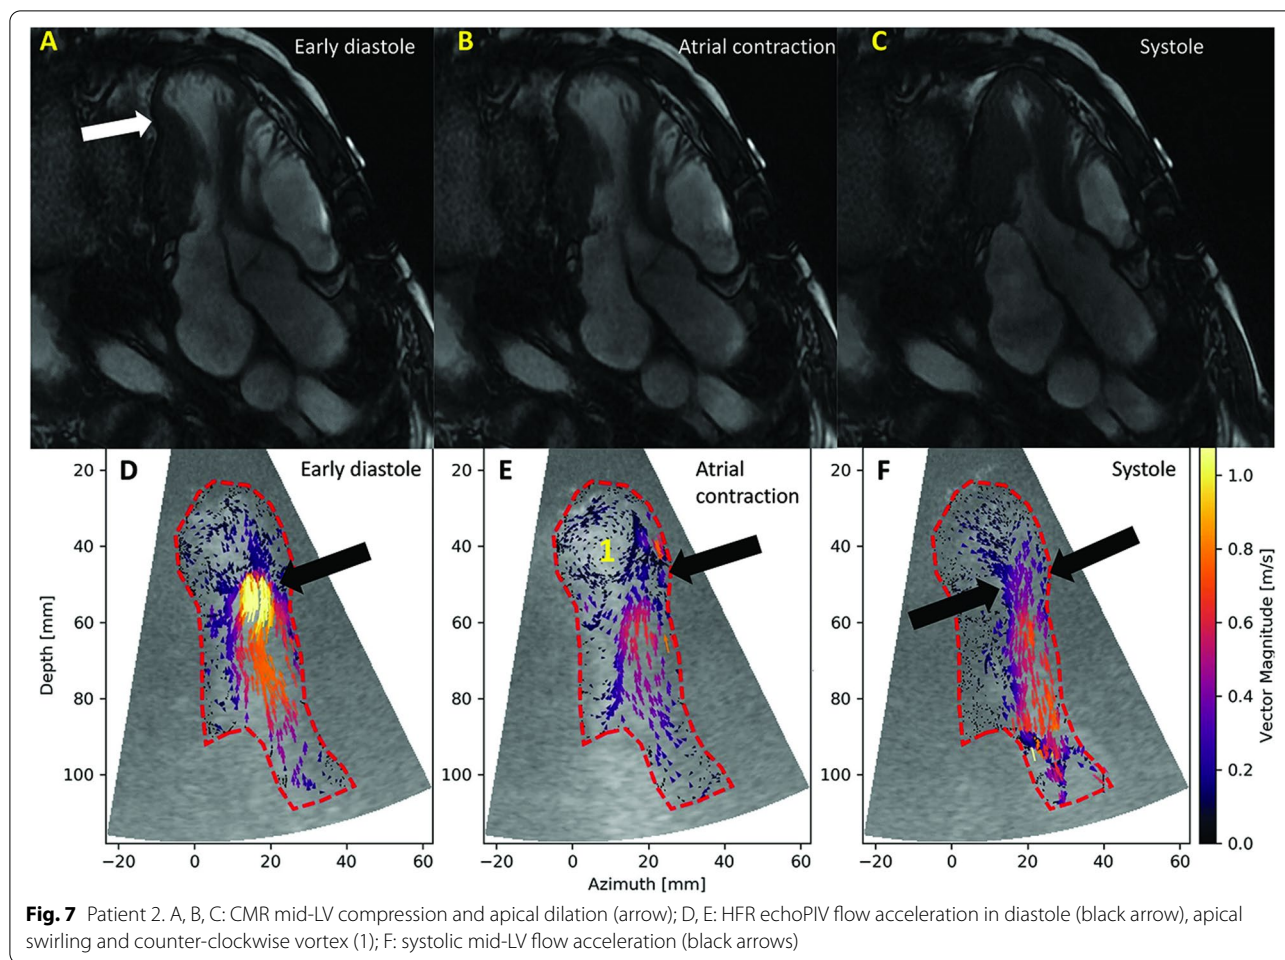 A
Early diastole
B
Atrial contraction
C
Systole
D
Early diastole
E
Atrial
contraction
F
Systole
20
40
60
80
100
Depth [mm]
1
−20
0
20
40
60
−20
0
20
40
60
−20
0
20
40
60
Azimuth [mm]
1.0
0.8
0.6
0.4
0.2
0.0
Vector Magnitude [m/s]
20
40
60
80
100
20
40
60
80
100
Fig. 7 Patient 2. A, B, C: CMR mid-LV compression and apical dilation (arrow); D, E: HFR echoPIV flow acceleration in diastole (black arrow), apical
swirling and counter-clockwise vortex (1); F: systolic mid-LV flow acceleration (black arrows)